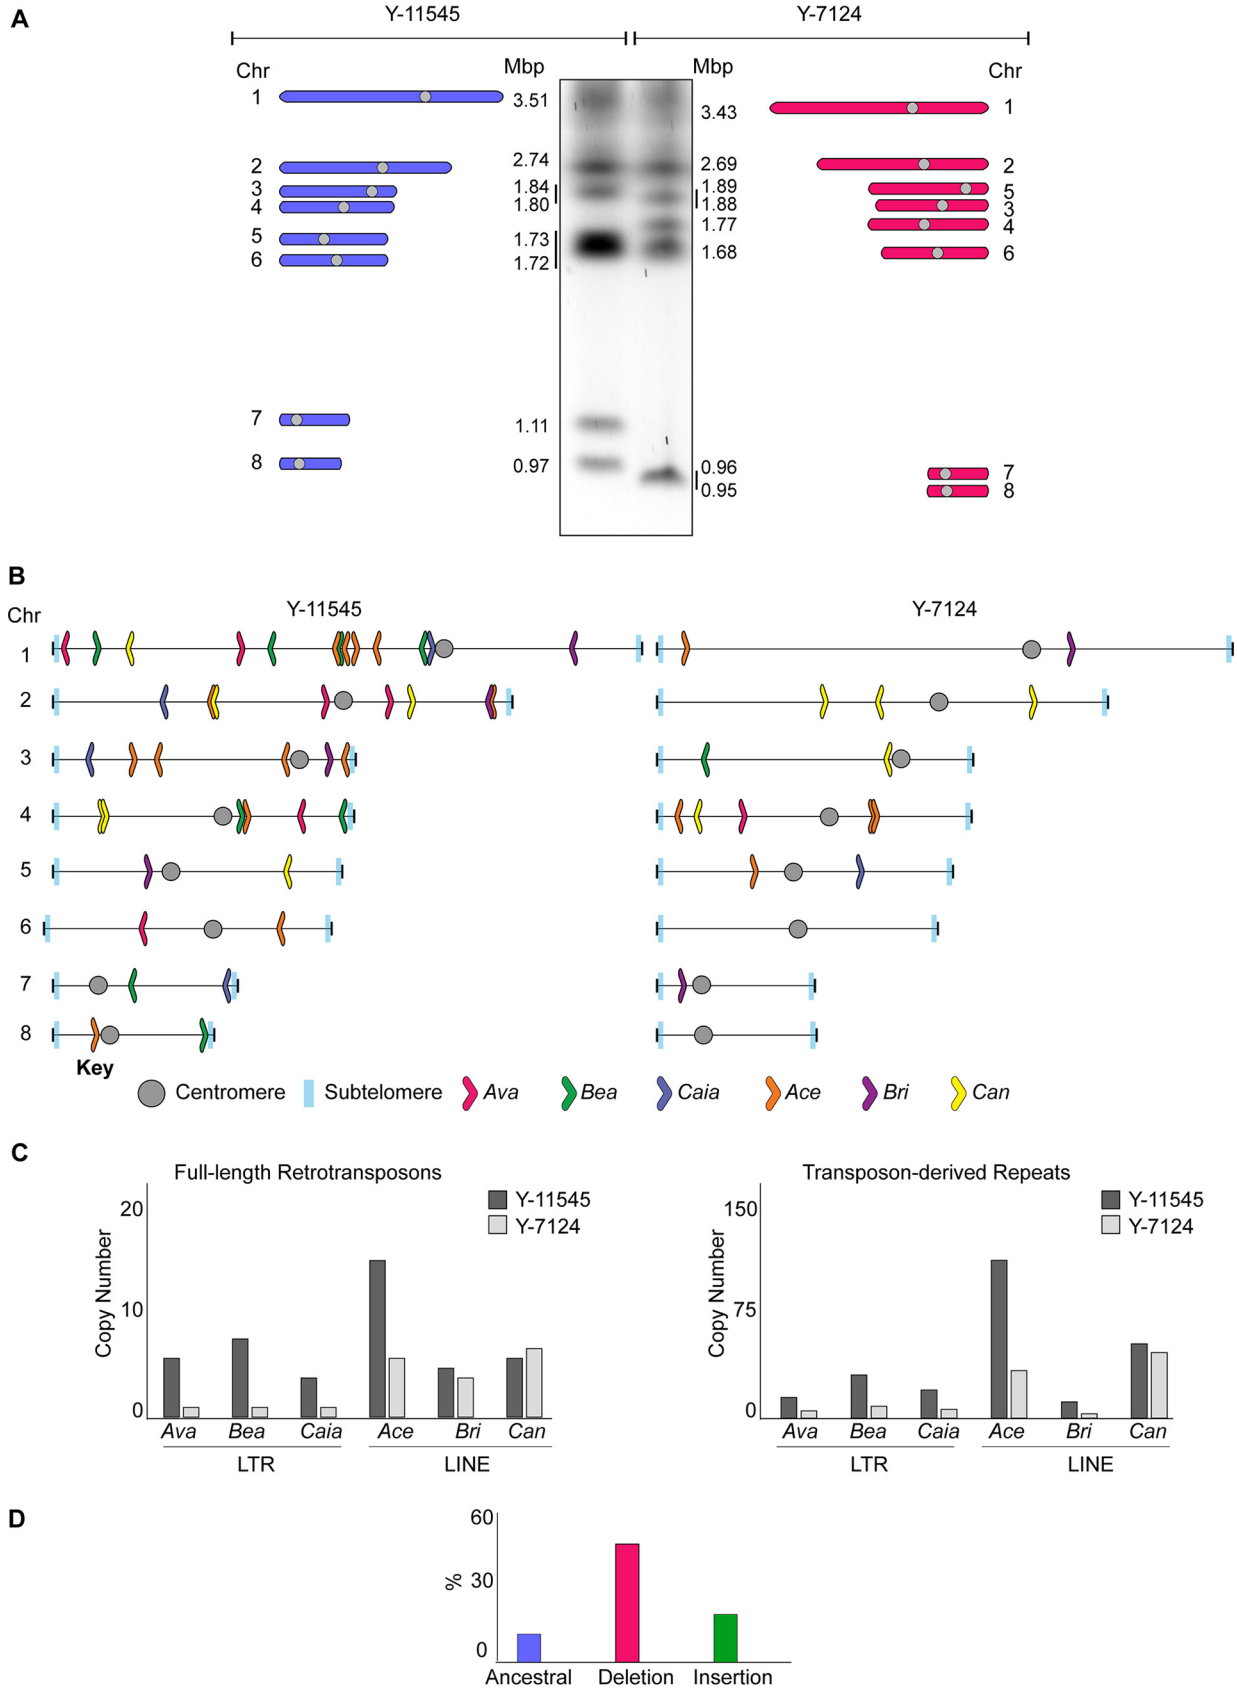 A
Y-11545
Y-7124
Chr
Mbp
Mbp
Chr
1
3.51
3.43
1
2
2.74
2.69
2
3
1.84
1.89
5
4
1.80
1.88
3
1.77
4
5
1.73
6
1.72
1.68
6
7
1.11
8
0.97
0.96
7
0.95
8
B
Chr
Y-11545
Y-7124
1
2
3
4
5
6
7
8
Key
Centromere
Subtelomere
Ava
Bea
Caia
Ace
Bri
Can
C
Full-length Retrotransposons
Y-11545
Y-7124
Copy Number
20
10
0
Ava Bea Caia Ace Bri Can
LTR LINE
Transposon-derived Repeats
Y-11545
Y-7124
Copy Number
150
75
0
Ava Bea Caia Ace Bri Can
LTR LINE
D
%
60
30
0
Ancestral Deletion Insertion